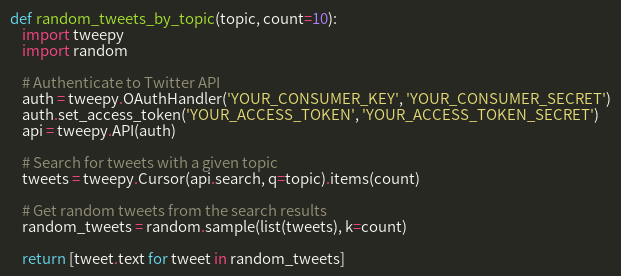 def random_tweets_by_topic(topic, count=10):
    import tweepy
    import random

    # Authenticate to Twitter API
    auth = tweepy.OAuthHandler('YOUR_CONSUMER_KEY', 'YOUR_CONSUMER_SECRET')
    auth.set_access_token('YOUR_ACCESS_TOKEN', 'YOUR_ACCESS_TOKEN_SECRET')
    api = tweepy.API(auth)

    # Search for tweets with a given topic
    tweets = tweepy.Cursor(api.search, q=topic).items(count)

    # Get random tweets from the search results
    random_tweets = random.sample(list(tweets), k=count)

    return [tweet.text for tweet in random_tweets]